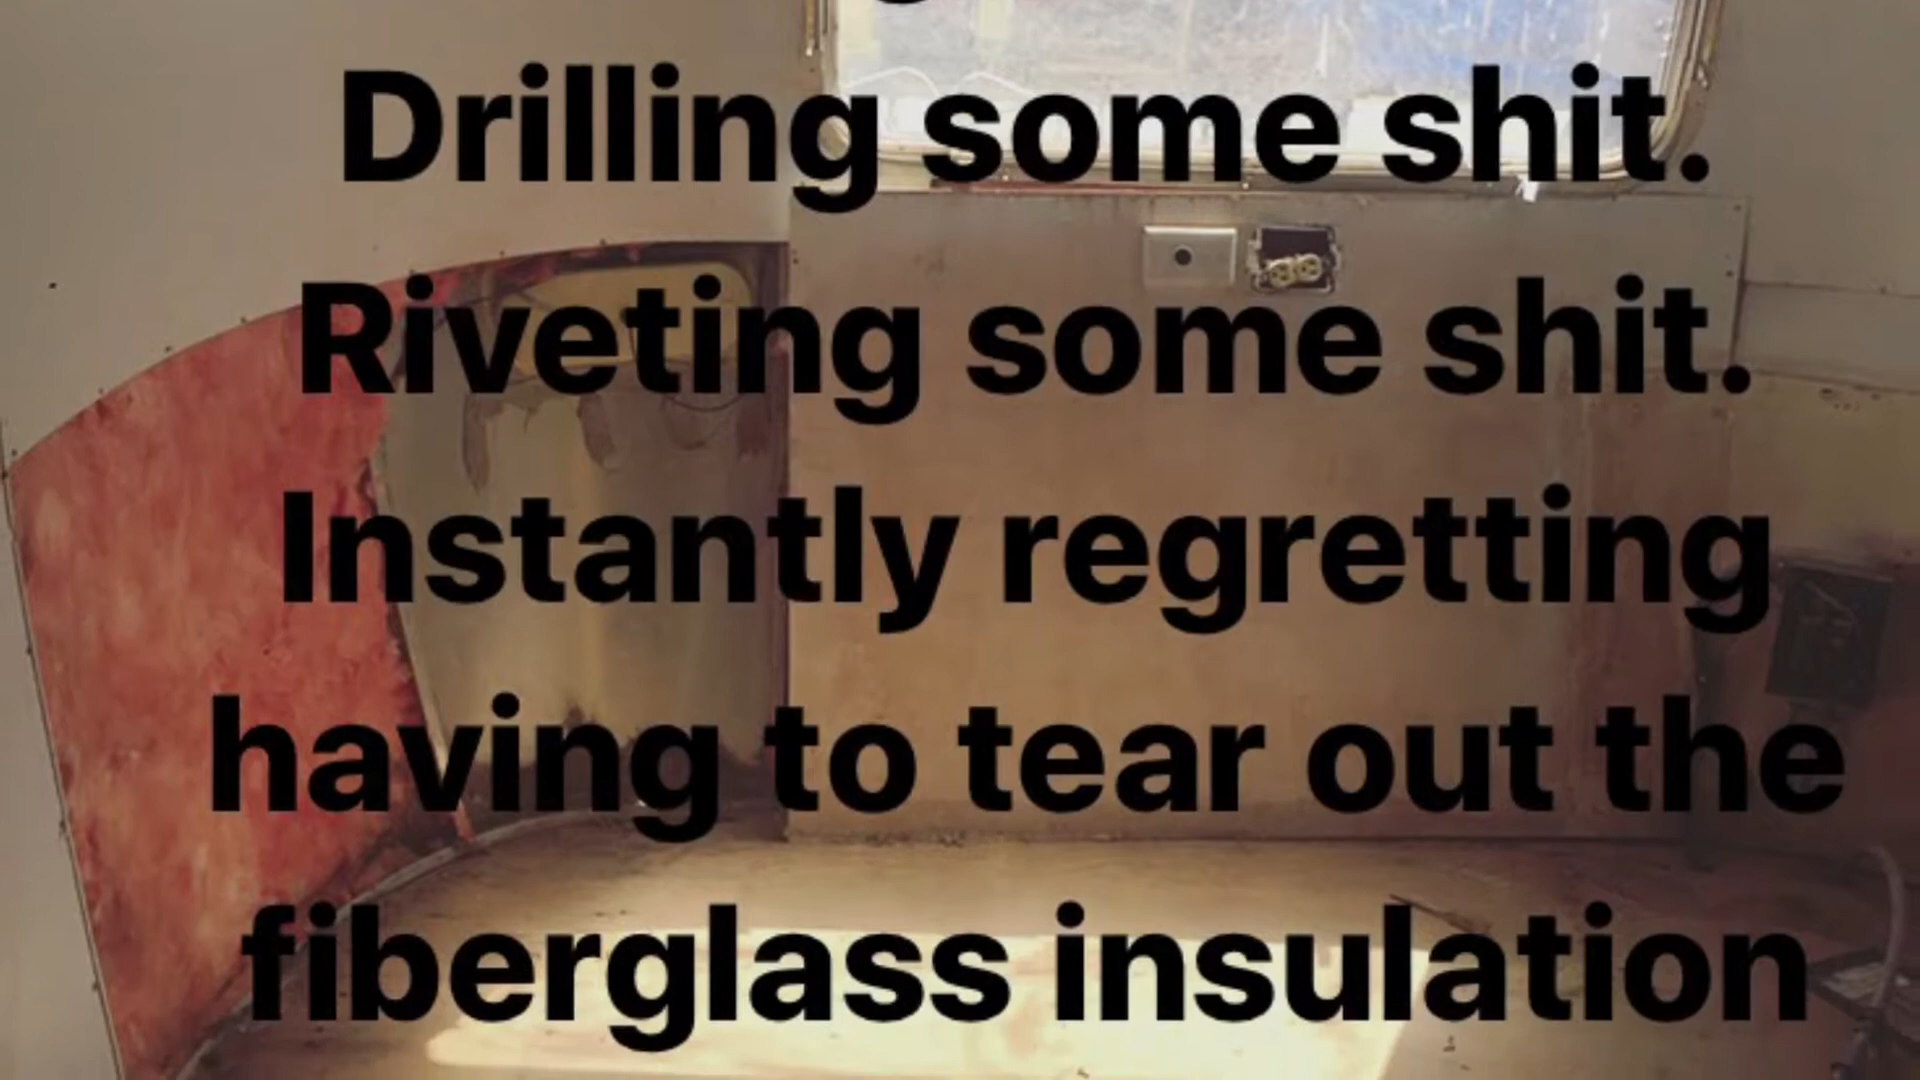 Drilling some shit.
Riveting some shit.
Instantly regretting
having to tear out the
fiberglass insulation